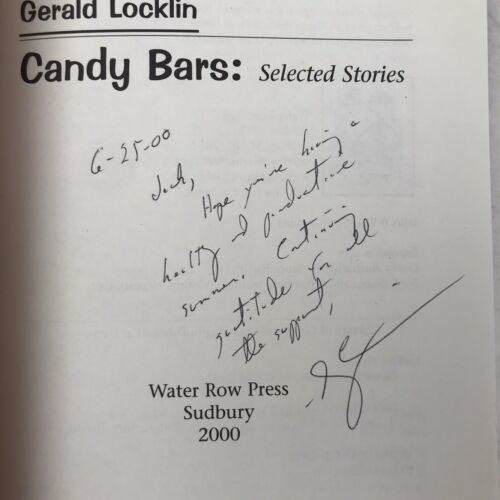 Gerald Locklin
Candy Bars: Selected Stories
6-25-00
Jack,
Hope you're having a
healthy and productive
summer. Continuing
gratitude for all
the support,
Water Row Press
Sudbury
2000